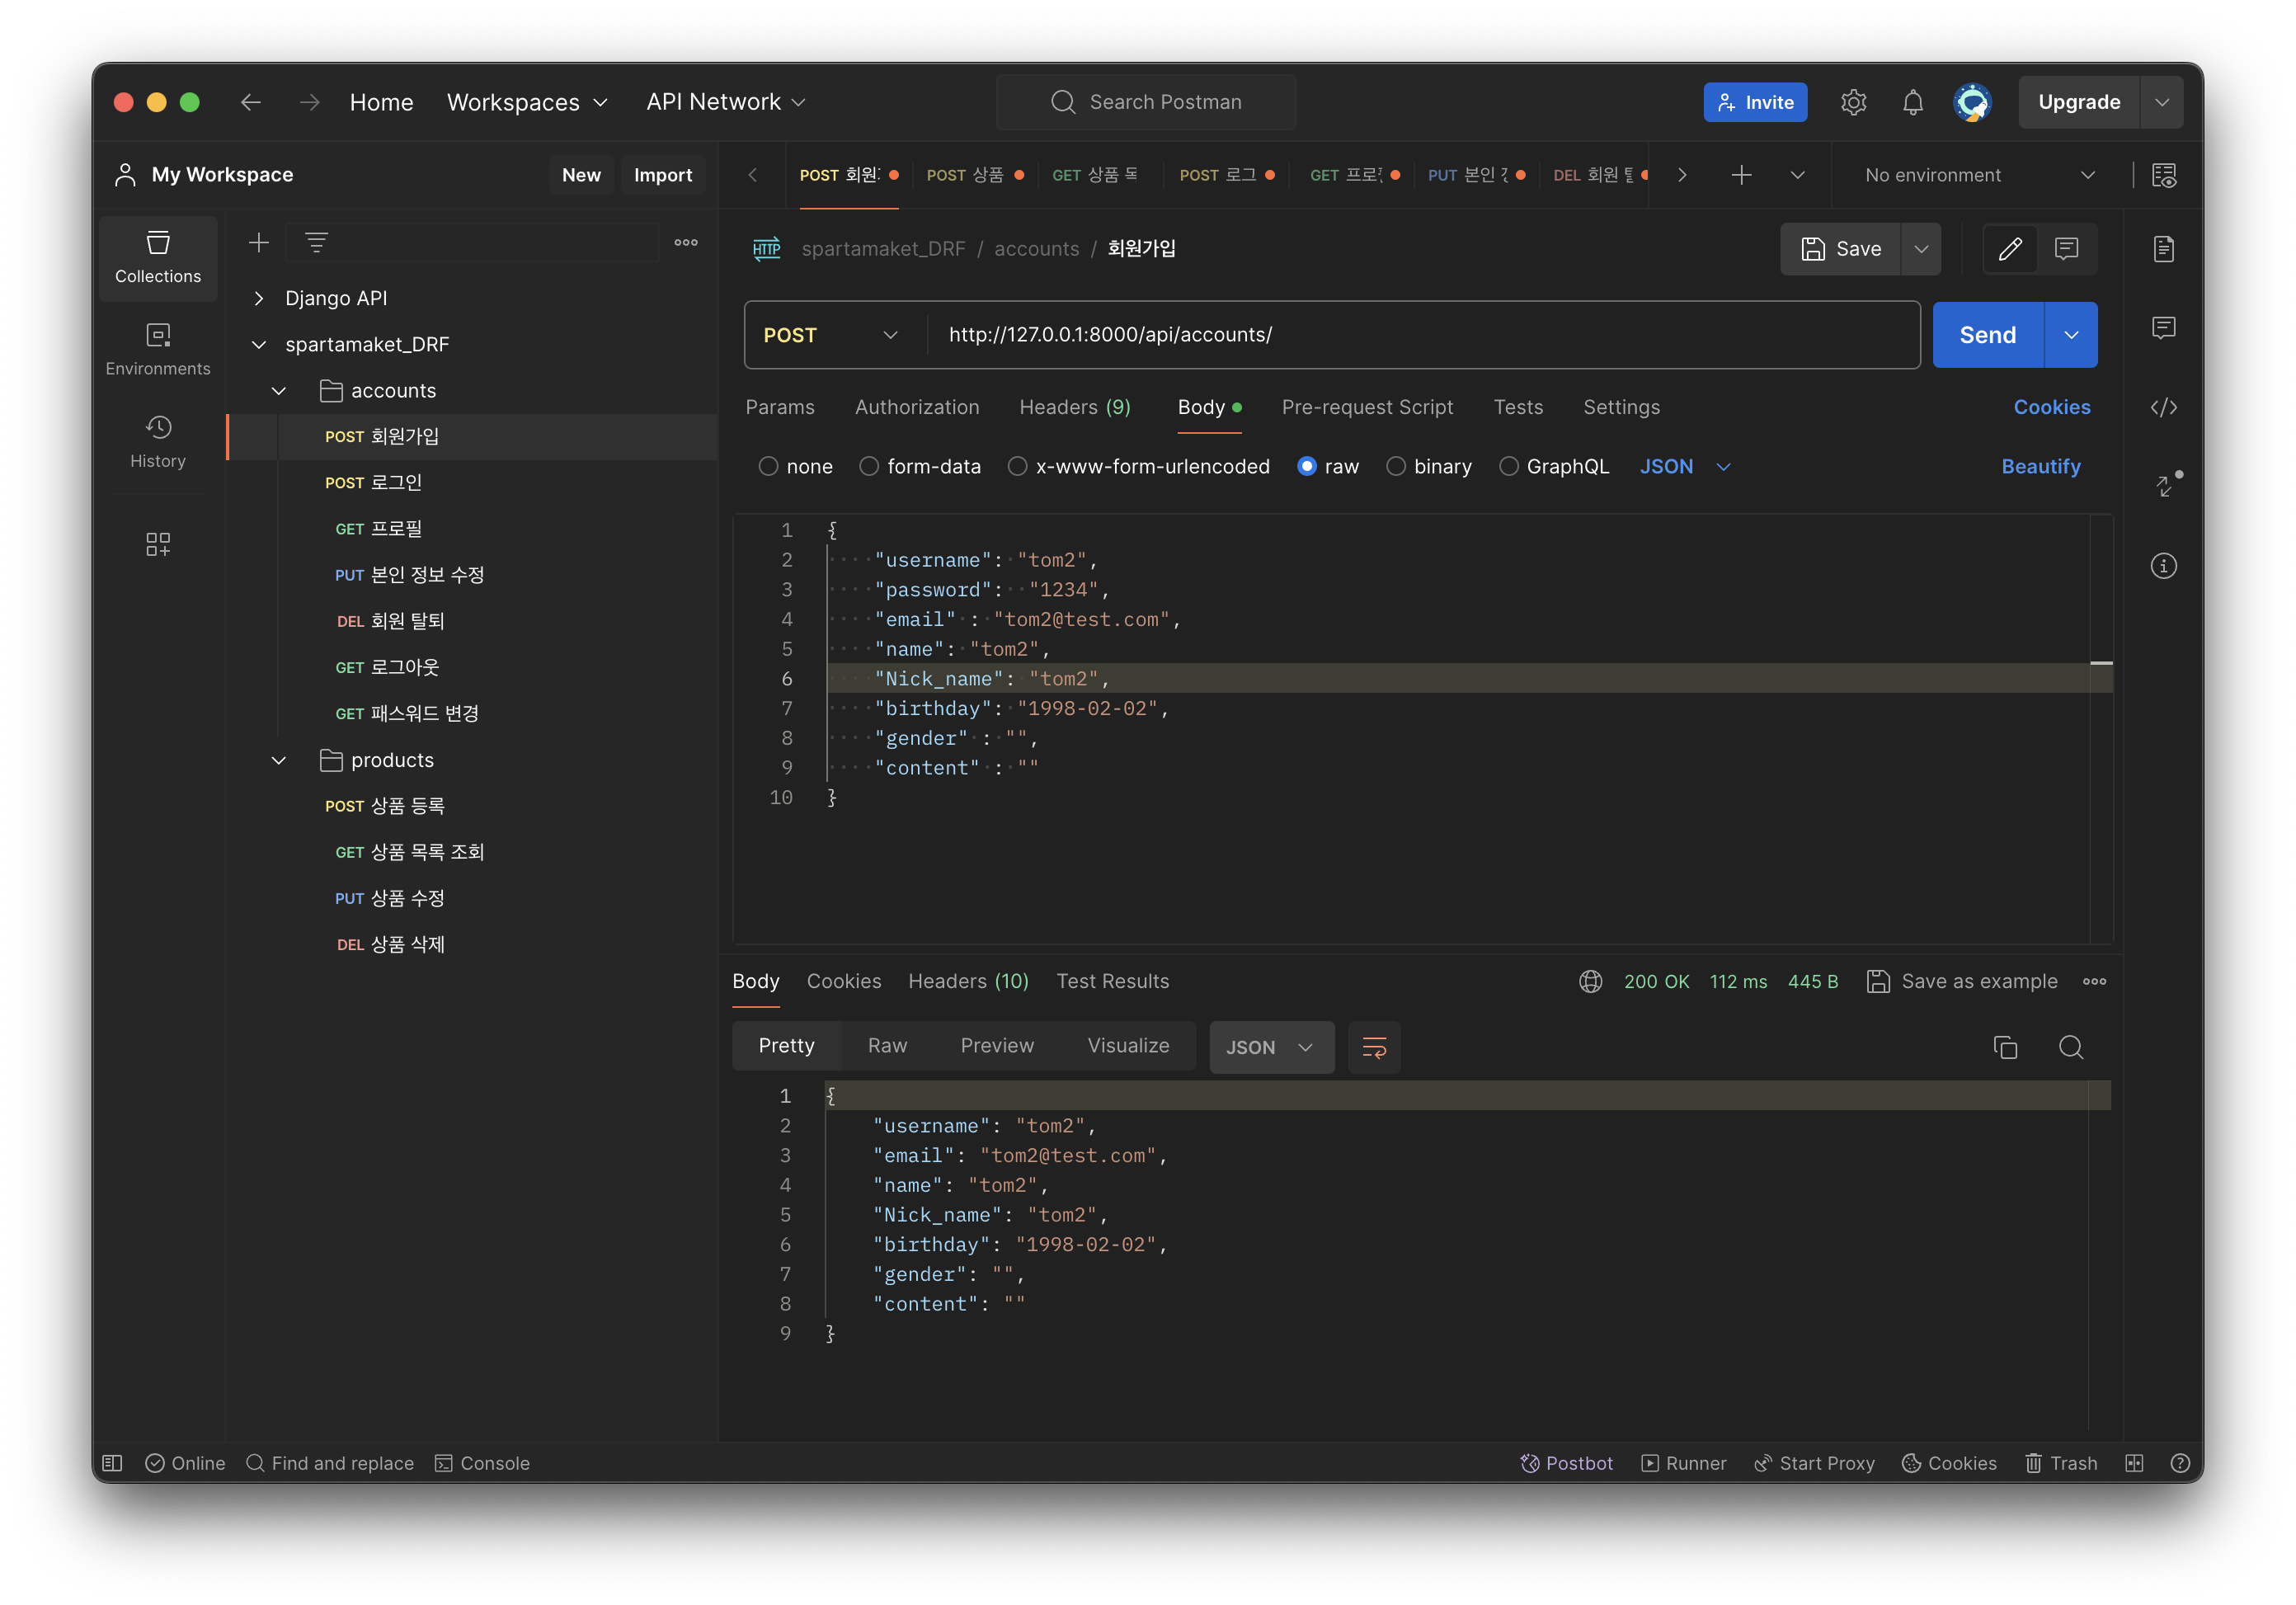 Home Workspaces API Network Search Postman Invite Upgrade
My Workspace New Import
POST 회원 POST 상품 GET 상품 목 POST 로그 GET 프로 PUT 본인 DEL 회원 No environment
Collections
Environments
History
Django API
spartamaket_DRF
accounts
POST 회원가입
POST 로그인
GET 프로필
PUT 본인 정보 수정
DEL 회원 탈퇴
GET 로그아웃
GET 패스워드 변경
products
POST 상품 등록
GET 상품 목록 조회
PUT 상품 수정
DEL 상품 삭제
HTTP spartamaket_DRF / accounts / 회원가입 Save
POST http://127.0.0.1:8000/api/accounts/ Send
Params Authorization Headers (9) Body Pre-request Script Tests Settings Cookies
none form-data x-www-form-urlencoded raw binary GraphQL JSON Beautify
1 {
2 "username": "tom2",
3 "password":  "1234",
4 "email" : "tom2@test.com",
5 "name": "tom2",
6 "Nick_name": "tom2",
7 "birthday": "1998-02-02",
8 "gender" : "",
9 "content" : ""
10 }
Body Cookies Headers (10) Test Results 200 OK 112 ms 445 B Save as example
Pretty Raw Preview Visualize JSON
1 {
2 "username": "tom2",
3 "email": "tom2@test.com",
4 "name": "tom2",
5 "Nick_name": "tom2",
6 "birthday": "1998-02-02",
7 "gender": "",
8 "content": ""
9 }
Online Find and replace Console Postbot Runner Start Proxy Cookies Trash